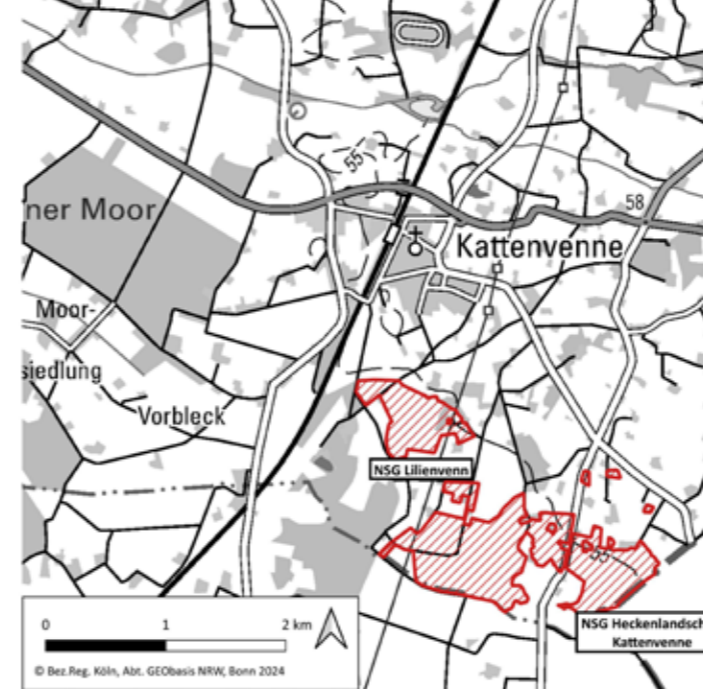 55
ner Moor
58
Kattenvenne
Moor-
siedlung
Vorbleck
NSG Lilienvenn
55
NSG Heckenlandsch
Kattenvenne
0 1 2 km
© Bez.Reg. Köln, Abt. GEObasis NRW, Bonn 2024